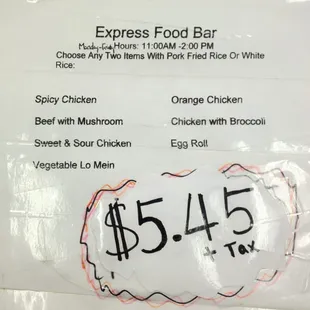 Express Food Bar
Monday-Friday Hours: 11:00AM -2:00 PM
Choose Any Two Items With Pork Fried Rice Or White
Rice:
Spicy Chicken
Orange Chicken
Beef with Mushroom
Chicken with Broccoli
Sweet & Sour Chicken
Egg Roll
Vegetable Lo Mein
$5.45
+ Tax